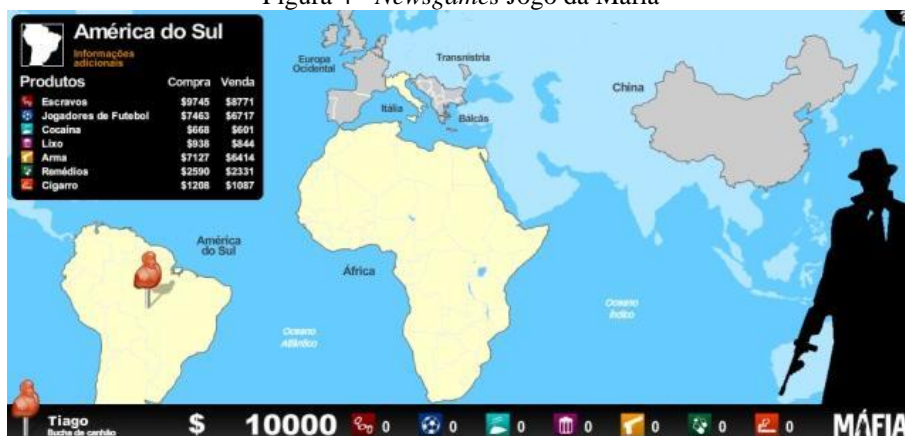 Figura 4 - Newsgames Jogo da Máfia
América do Sul
Informações
adicionais
Produtos Compra Venda
Escravos $9745 $8771
Jogadores de Futebol $7463 $6717
Cocaína $668 $601
Lixo $938 $844
Arma $7127 $6414
Remédios $2590 $2331
Cigarro $1208 $1087
Europa
Ocidental
Transnístria
Itália
Balcãs
China
América
do Sul
África
Oceano
Atlântico
Oceano
Índico
Tiago
Bucha de canhão
$ 10000 0 0 0 0 0 0 0
MÁFIA